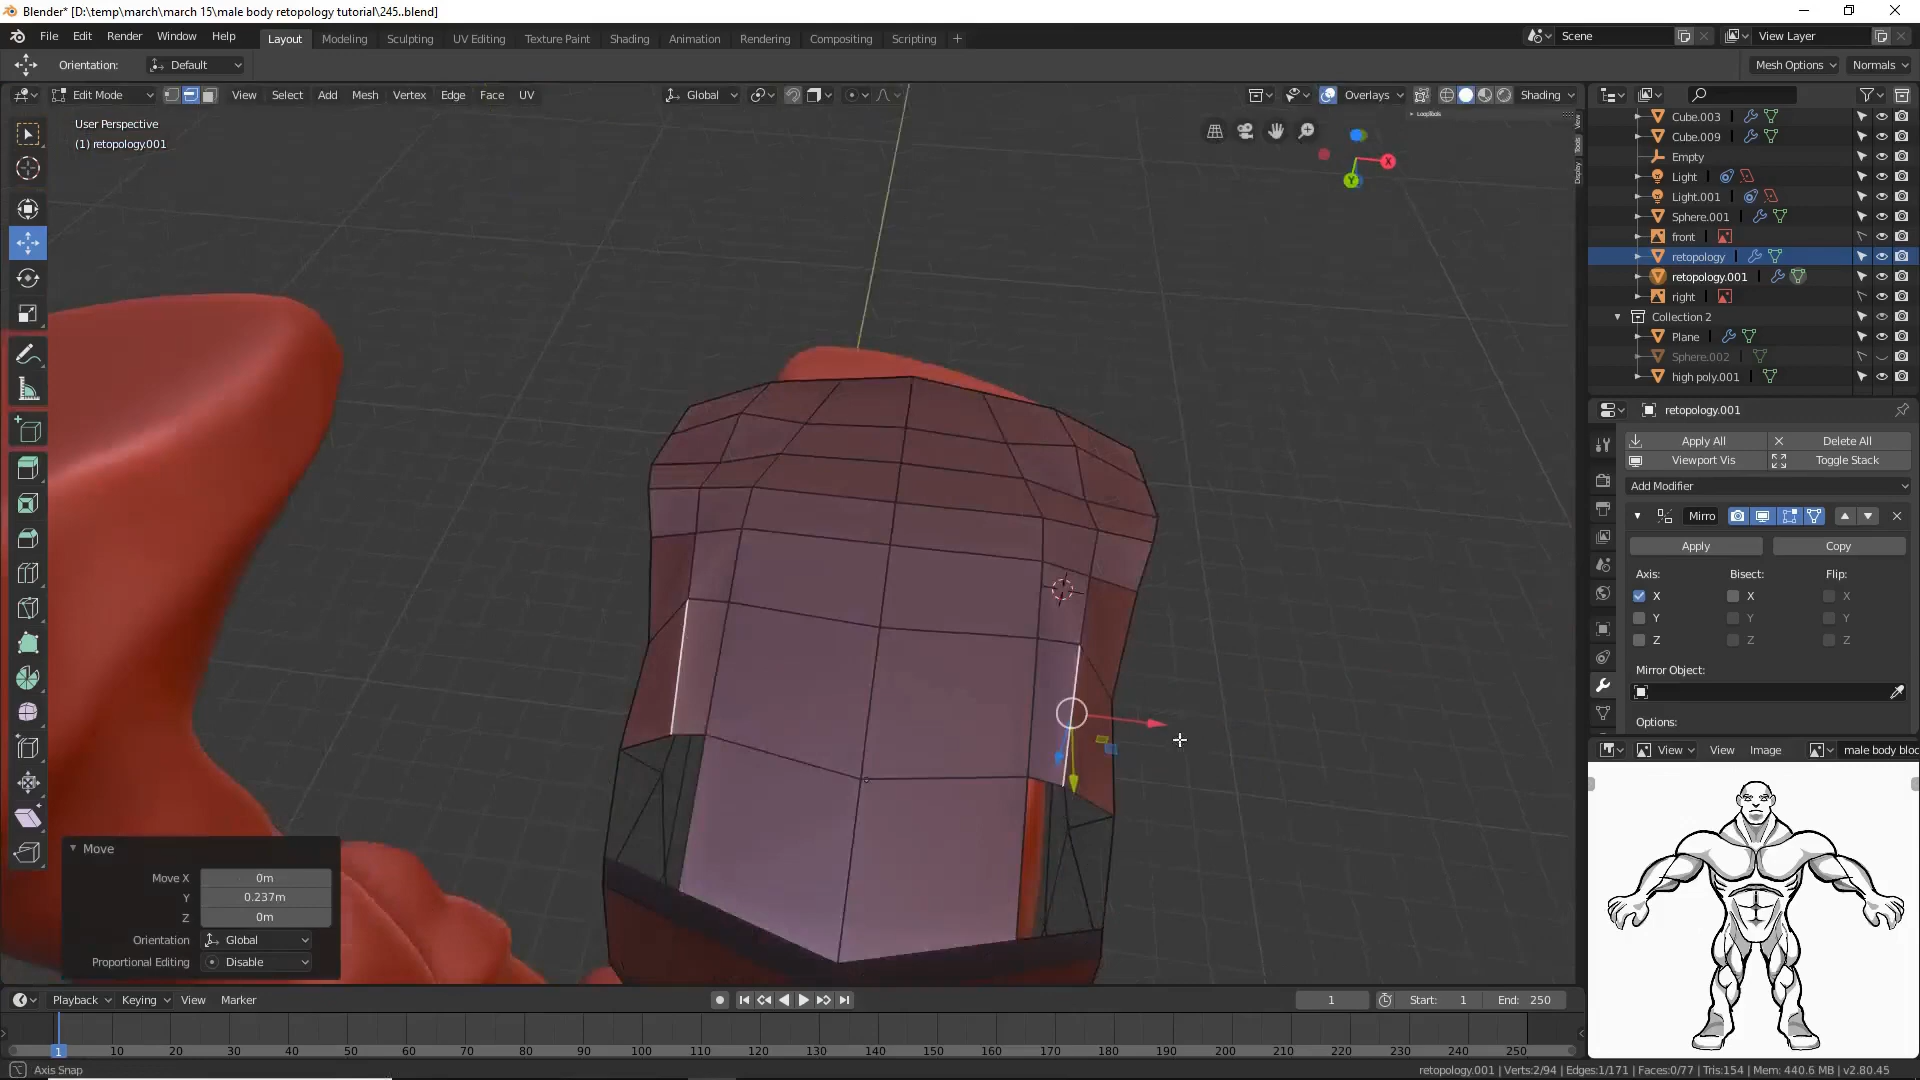 Blender* [D:\temp\march\march 15\male body retopology tutorial\245..blend]
File Edit Render Window Help Layout Modeling Sculpting UV Editing Texture Paint Shading Animation Rendering Compositing Scripting + Scene View Layer
Orientation: Default Mesh Options Normals
Edit Mode View Select Add Mesh Vertex Edge Face UV Global Overlays Shading
User Perspective
(1) retopology.001
LoopTools
View
Tools
Display
X
Y
Cube.003
Cube.009
Empty
Light
Light.001
Sphere.001
front
retopology
retopology.001
right
Collection 2
Plane
Sphere.002
high poly.001
retopology.001
Apply All Delete All
Viewport Vis Toggle Stack
Add Modifier
Mirro
Apply Copy
Axis: Bisect: Flip:
X X X
Y Y Y
Z Z Z
Mirror Object:
Options:
View View Image male body bloc
Move
Move X 0m
Y 0.237m
Z 0m
Orientation Global
Proportional Editing Disable
Playback Keying View Marker 1 Start: 1 End: 250
1 10 20 30 40 50 60 70 80 90 100 110 120 130 140 150 160 170 180 190 200 210 220 230 240 250
Axis Snap retopology.001 | Verts:2/94 | Edges:1/171 | Faces:0/77 | Tris:154 | Mem: 440.6 MB | v2.80.45